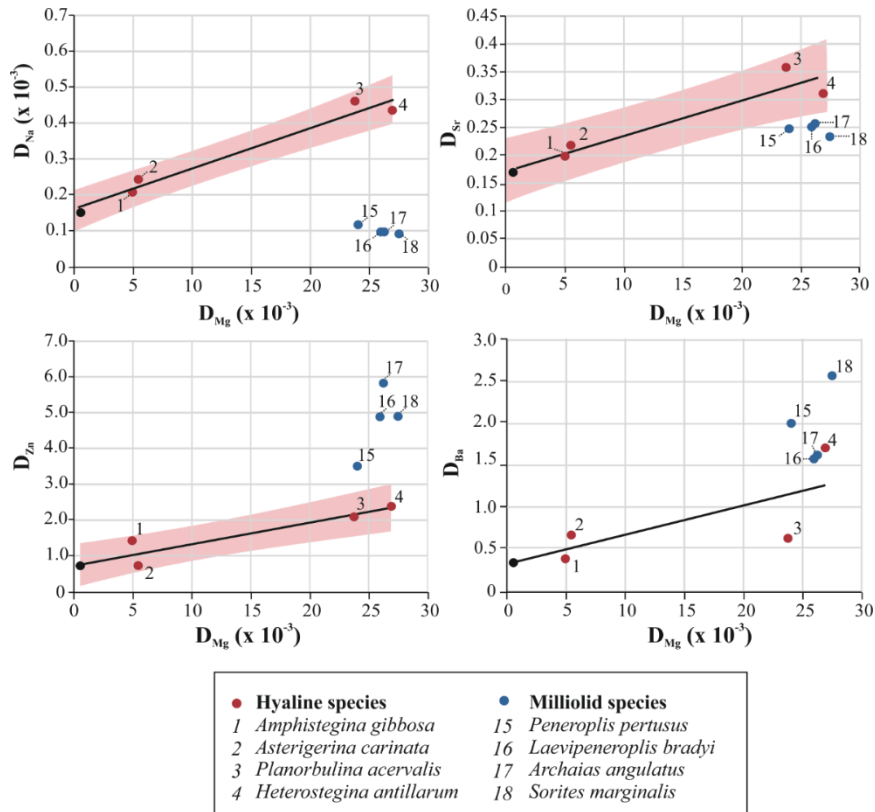 D_Na (x 10⁻³)
0.7
0.6
0.5
0.4
0.3
0.2
0.1
0
1
2
3
4
15
16
17
18
0 5 10 15 20 25 30
D_Mg (x 10⁻³)
D_Sr
0.45
0.4
0.35
0.3
0.25
0.2
0.15
0.1
0.05
0
1
2
3
4
15
16
17
18
0 5 10 15 20 25 30
D_Mg (x 10⁻³)
D_Zn
7.0
6.0
5.0
4.0
3.0
2.0
1.0
0
1
2
3
4
15
16
17
18
0 5 10 15 20 25 30
D_Mg (x 10⁻³)
D_Ba
3.0
2.5
2.0
1.5
1.0
0.5
0
1
2
3
4
15
16
17
18
0 5 10 15 20 25 30
D_Mg (x 10⁻³)
Hyaline species
1 Amphistegina gibbosa
2 Asterigerina carinata
3 Planorbulina acervalis
4 Heterostegina antillarum
Milliolid species
15 Peneroplis pertusus
16 Laevipeneroplis bradyi
17 Archaias angulatus
18 Sorites marginalis